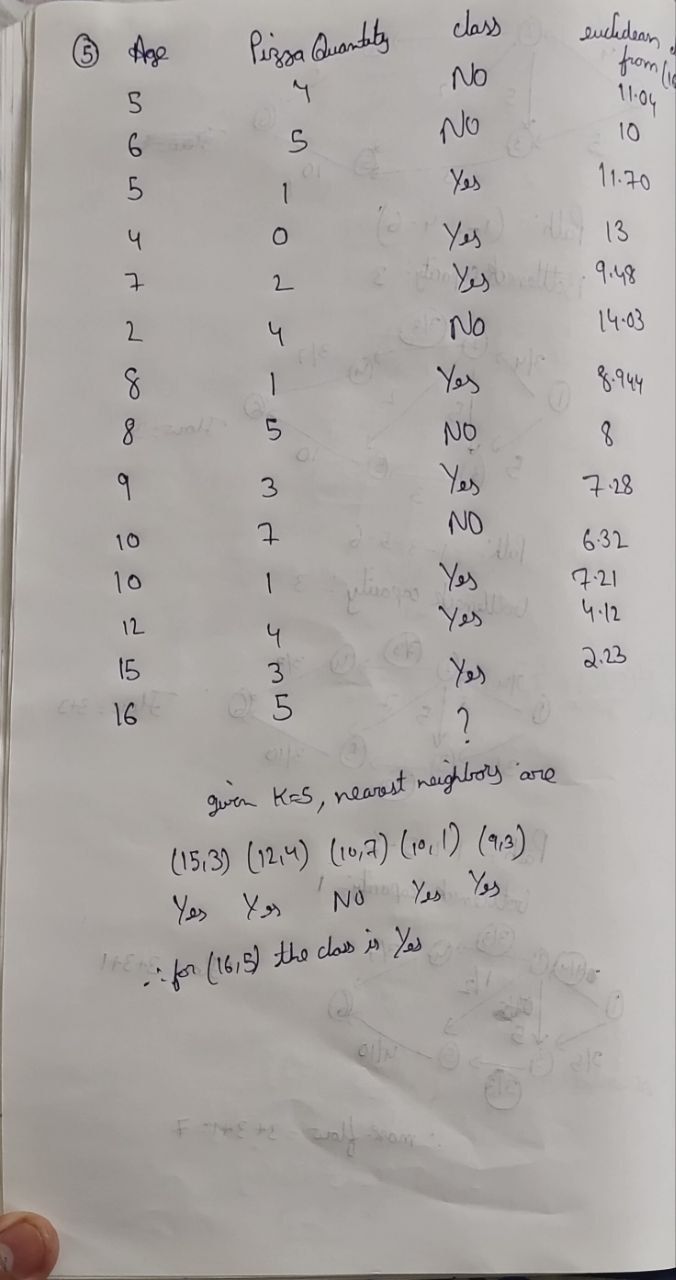 ⑤ Age Pizza Quantity class euclidean
from (1
5 4 NO 11.04
6 5 NO 10
5 1 Yes 11.70
4 0 Yes 13
7 2 Yes 9.48
2 4 NO 14.03
8 1 Yes 8.944
8 5 NO 8
9 3 Yes 7.28
10 7 NO 6.32
10 1 Yes 7.21
12 4 Yes 4.12
15 3 Yes 2.23
16 5 ?
given K=5, nearest neighbors are
(15,3) (12,4) (10,7) (10,1) (9,3)
Yes Yes NO Yes Yes
∴ for (16,5) the class is Yes